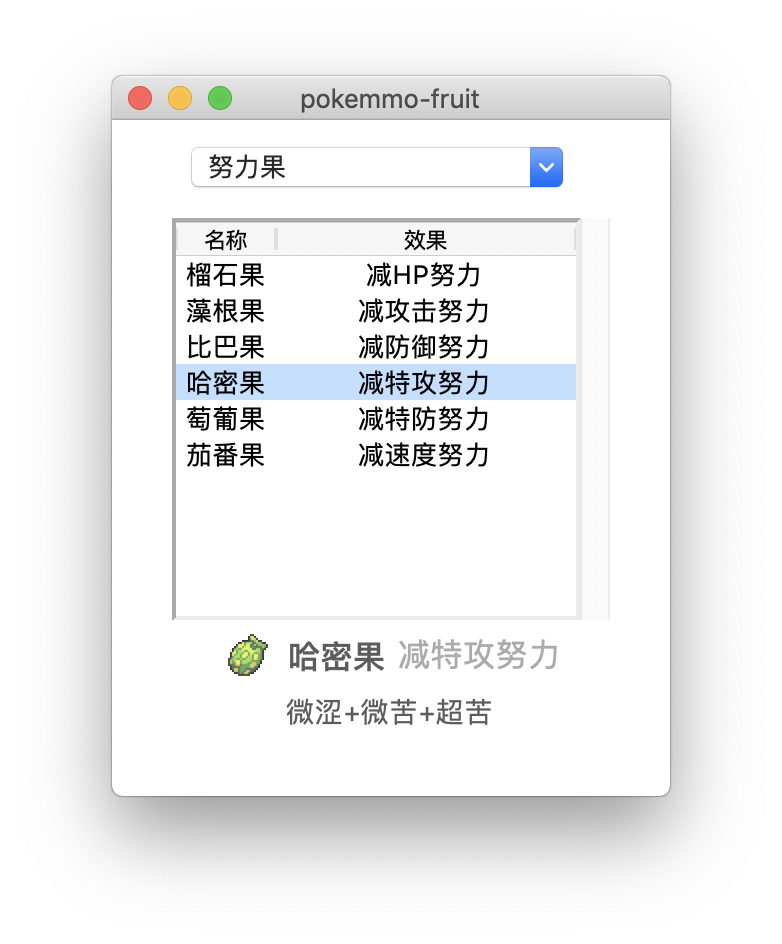 pokemmo-fruit
努力果
名称 效果
榴石果 减HP努力
藻根果 减攻击努力
比巴果 减防御努力
哈密果 减特攻努力
萄葡果 减特防努力
茄番果 减速度努力
哈密果 减特攻努力
微涩+微苦+超苦